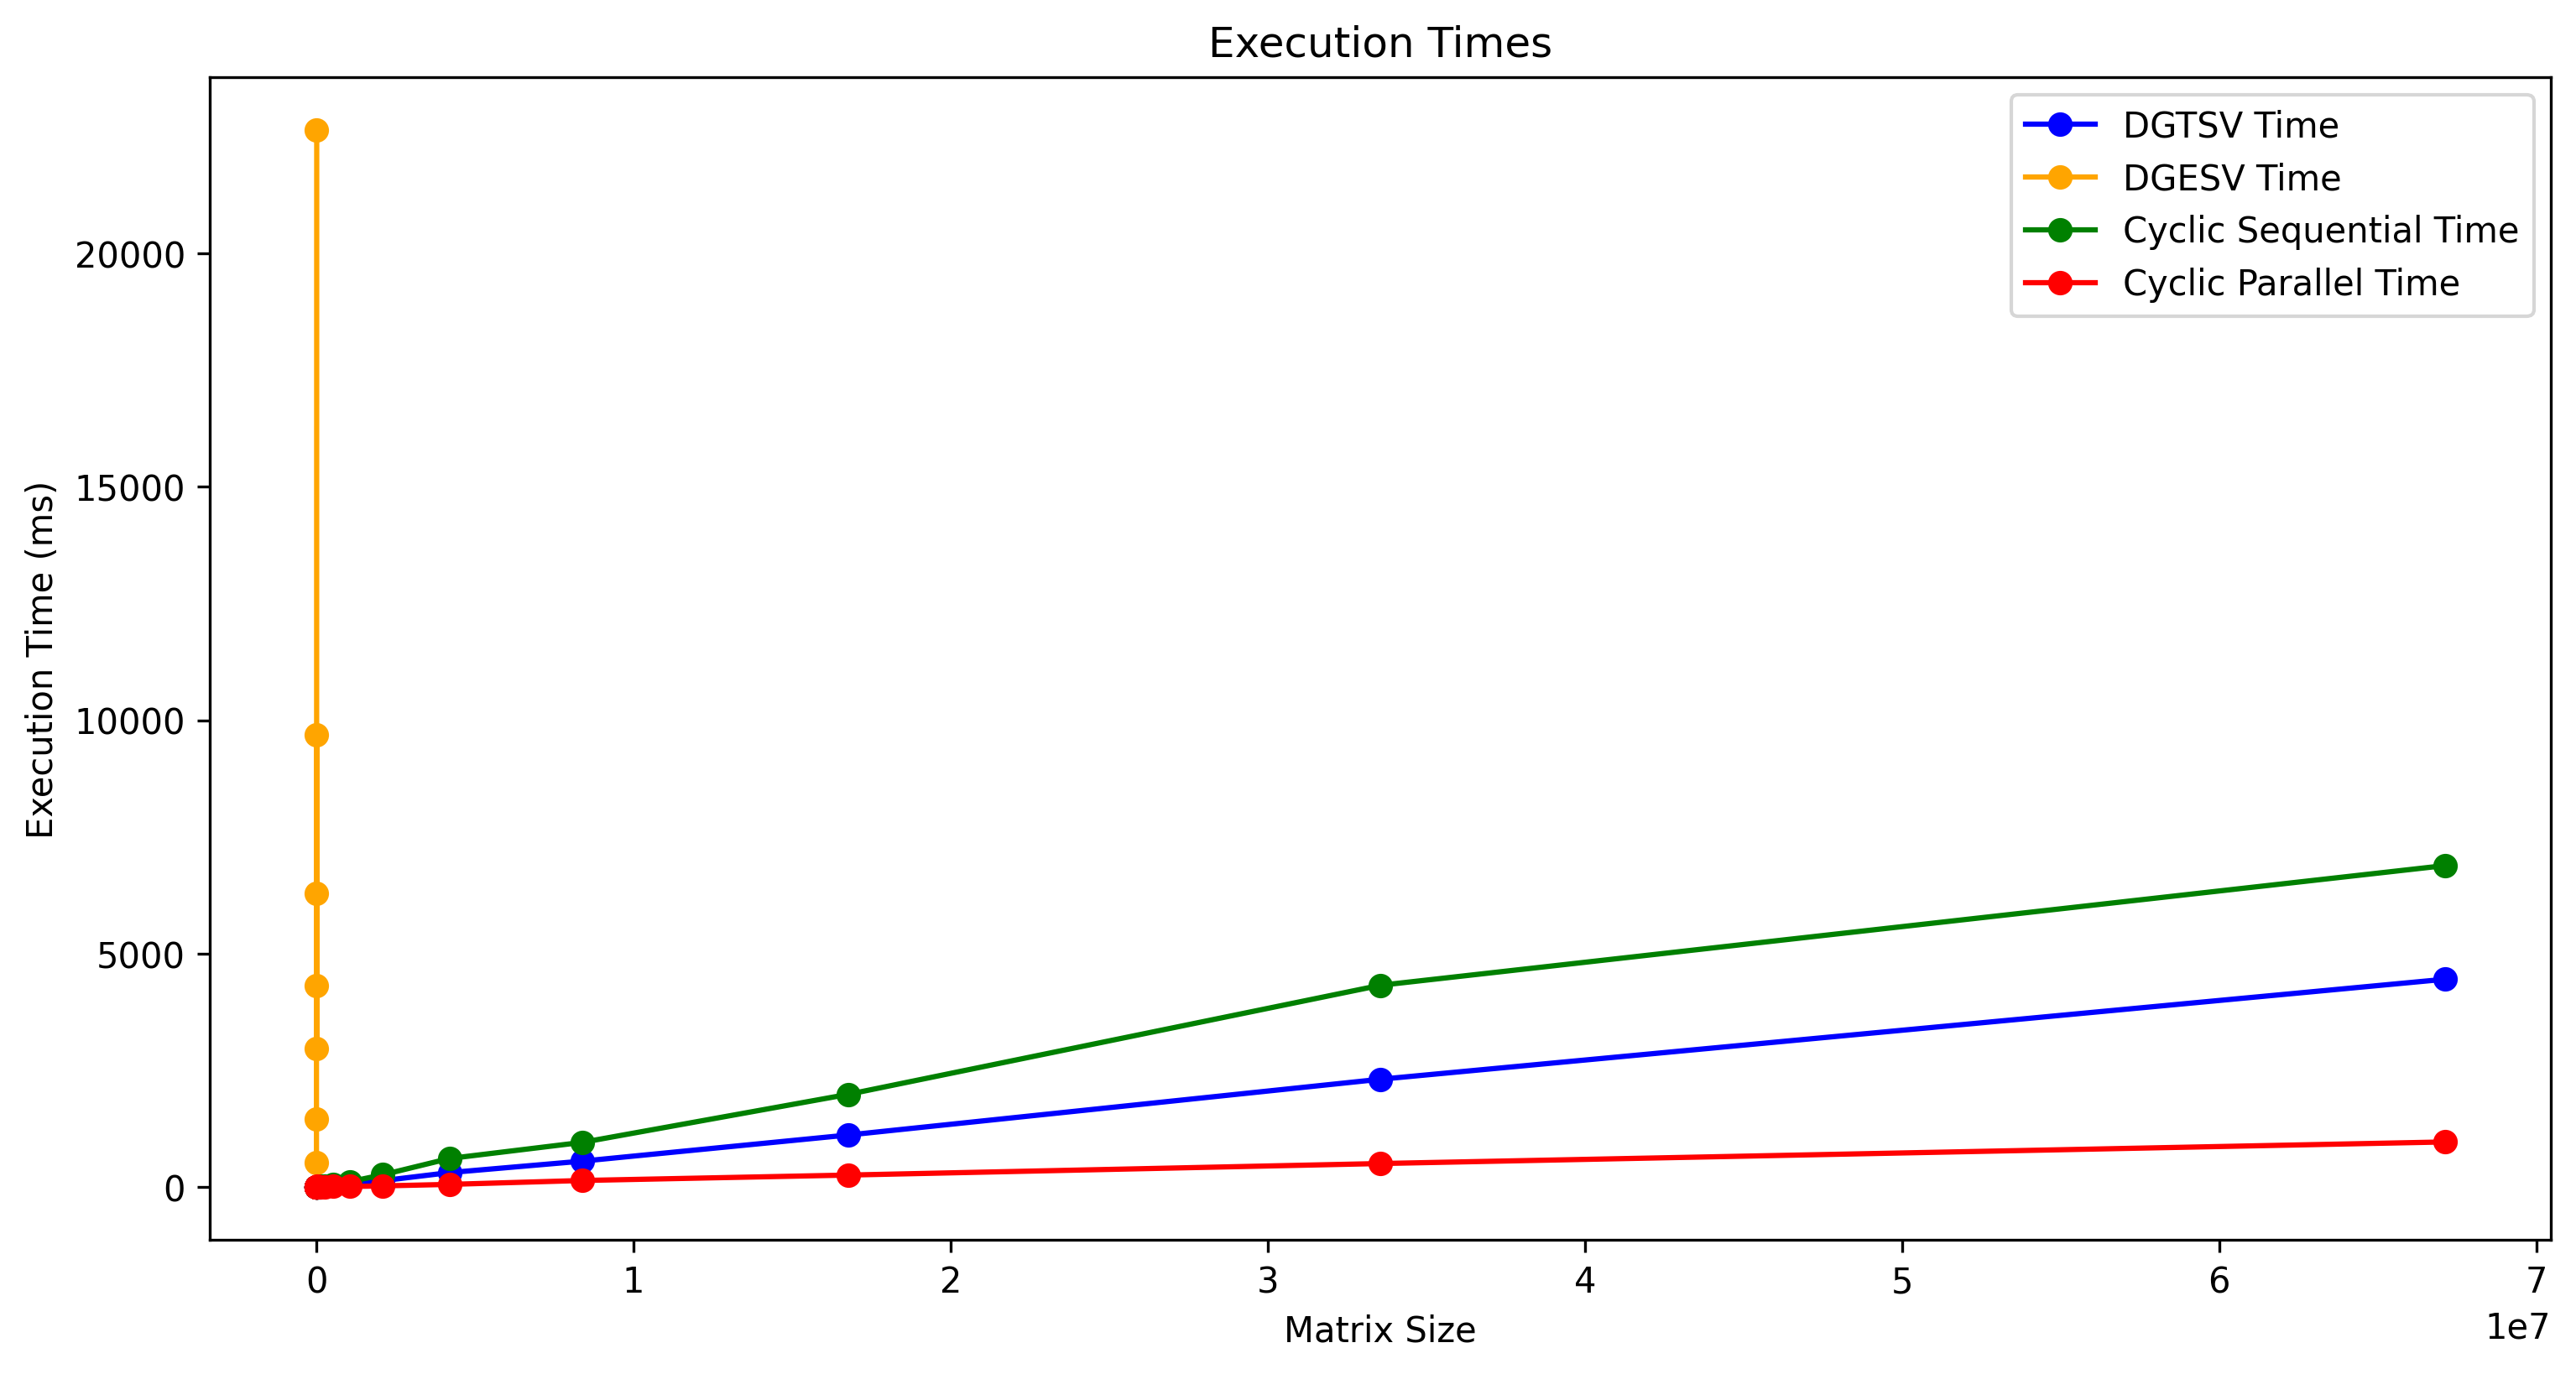 Execution Times
DGTSV Time
DGESV Time
Cyclic Sequential Time
Cyclic Parallel Time
Execution Time (ms)
20000
15000
10000
5000
0
0 1 2 3 4 5 6 7
1e7
Matrix Size